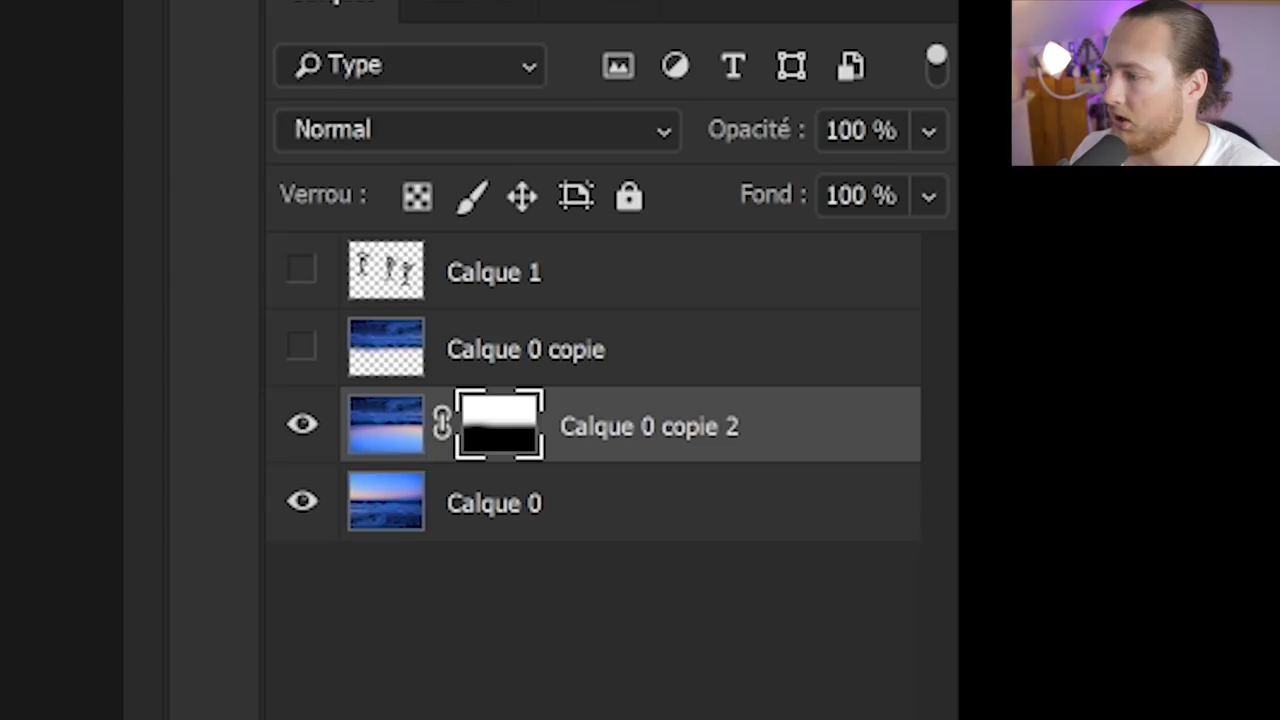 Type
Normal
Opacité : 100 %
Verrou :
Fond : 100 %
Calque 1
Calque 0 copie
Calque 0 copie 2
Calque 0